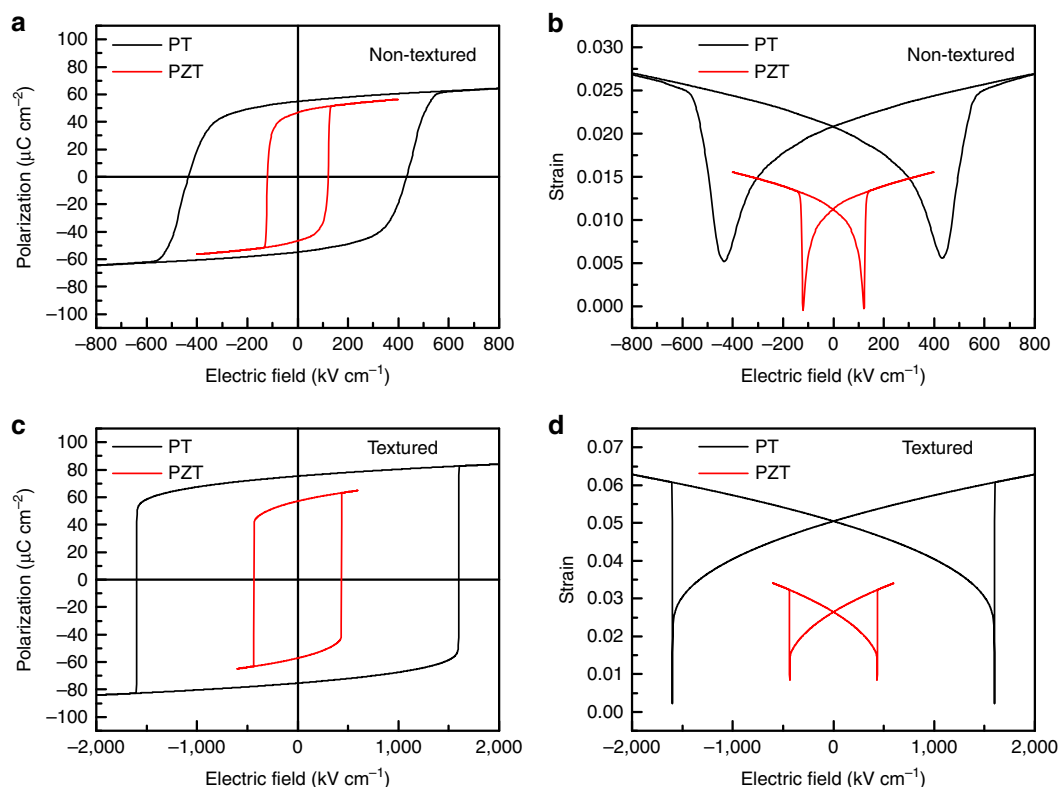 a
100
80
60
40
20
0
−20
−40
−60
−80
−100
Polarization (μC cm−2)
PT
PZT
Non-textured
−800 −600 −400 −200 0 200 400 600 800
Electric field (kV cm−1)
b
0.030
0.025
0.020
0.015
0.010
0.005
0.000
Strain
PT
PZT
Non-textured
−800 −600 −400 −200 0 200 400 600 800
Electric field (kV cm−1)
c
100
80
60
40
20
0
−20
−40
−60
−80
−100
Polarization (μC cm−2)
PT
PZT
Textured
−2,000 −1,000 0 1,000 2,000
Electric field (kV cm−1)
d
0.07
0.06
0.05
0.04
0.03
0.02
0.01
0.00
Strain
PT
PZT
Textured
−2,000 −1,000 0 1,000 2,000
Electric field (kV cm−1)